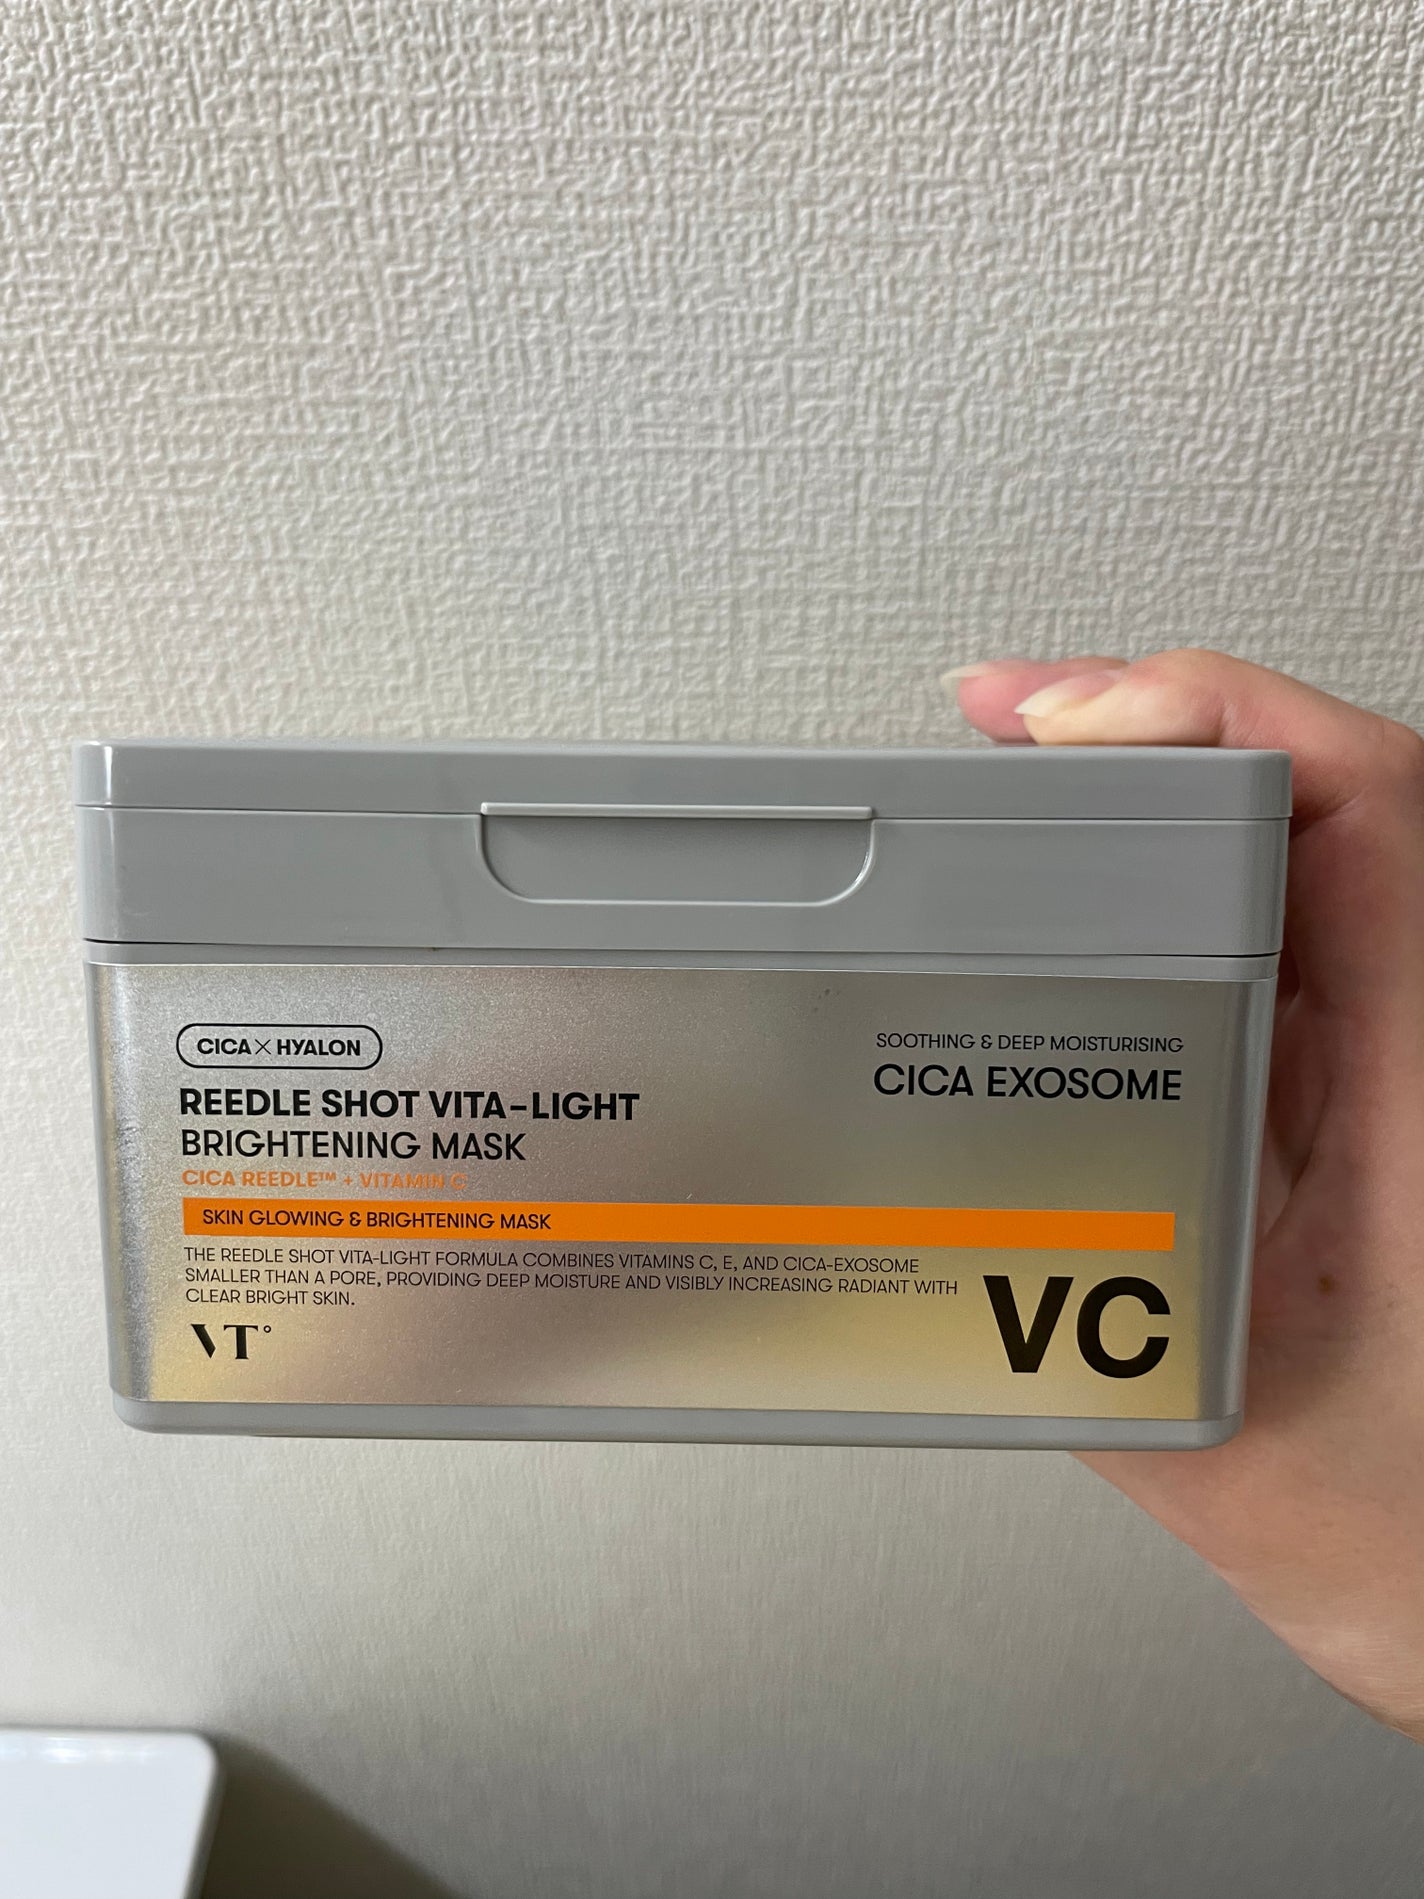 CICA×HYALON
REEDLE SHOT VITA-LIGHT
BRIGHTENING MASK
CICA REEDLE™ + VITAMIN C
SKIN GLOWING & BRIGHTENING MASK
THE REEDLE SHOT VITA-LIGHT FORMULA COMBINES VITAMINS C, E, AND CICA-EXOSOME
SMALLER THAN A PORE, PROVIDING DEEP MOISTURE AND VISIBLY INCREASING RADIANT WITH
CLEAR BRIGHT SKIN.
VT°
SOOTHING & DEEP MOISTURISING
CICA EXOSOME
VC